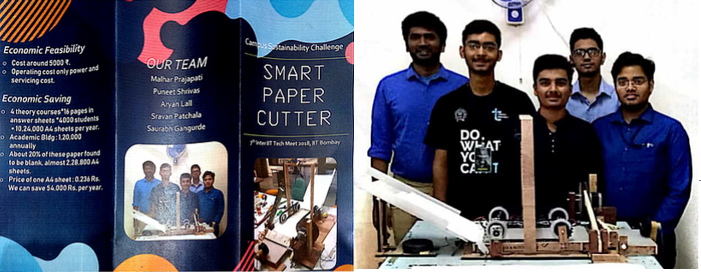 Economic Feasibility
Cost around 5000 ₹.
Operating cost only power and
servicing cost.
Economic Saving
4 theory courses*16 pages in
answer sheets *4000 students
=10,24,000 A4 sheets per year.
Academic Bldg : 1,20,000
annually
About 20% of these paper found
to be blank, almost 2,28,800 A4
sheets.
Price of one A4 sheet : 0.236 Rs.
We can save 54,000 Rs. per year.
OUR TEAM
Malhar Prajapati
Puneet Shrivas
Aryan Lall
Sravan Patchala
Saurabh Gangurde
Campus Sustainability Challenge
SMART
PAPER
CUTTER
7th Inter IIT Tech Meet 2018, IIT Bombay
DO.
WHAT
YOU
CAN'T